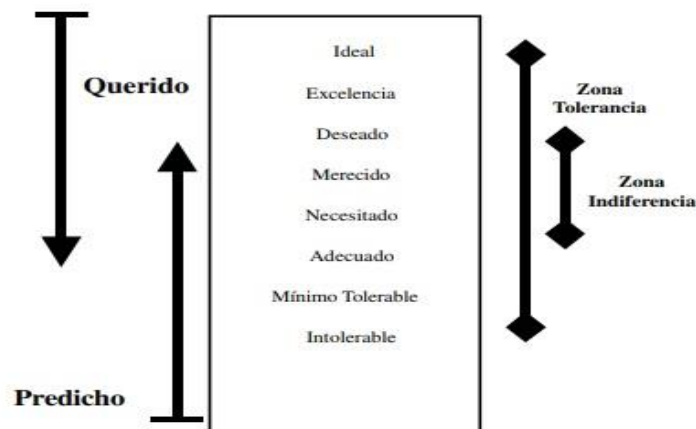 Querido
Predicho
Ideal
Excelencia
Deseado
Merecido
Necesitado
Adecuado
Mínimo Tolerable
Intolerable
Zona
Tolerancia
Zona
Indiferencia